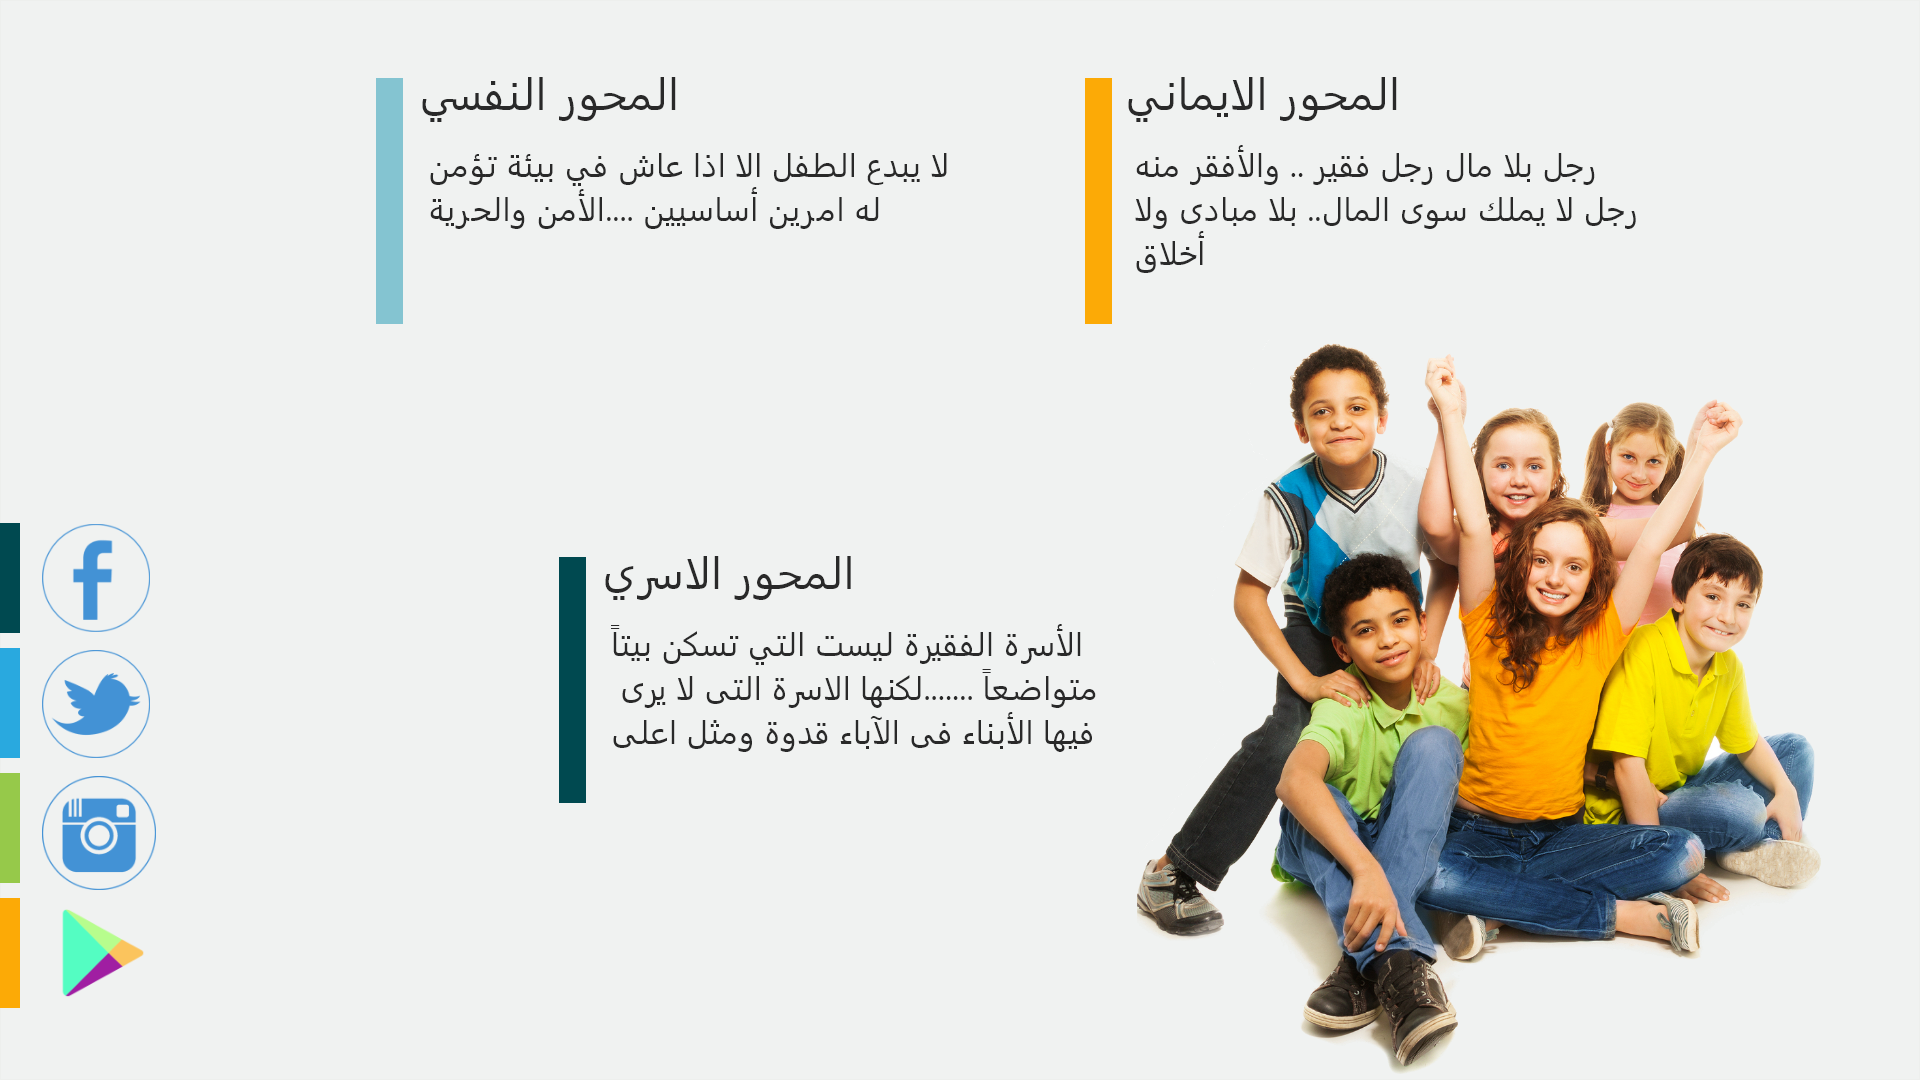 المحور الايماني
رجل بلا مال رجل فقير .. والأفقر منه
رجل لا يملك سوى المال.. بلا مبادى ولا
أخلاق
المحور النفسي
لا يبدع الطفل الا اذا عاش في بيئة تؤمن
له امرين أساسيين ....الأمن والحرية
المحور الاسري
الأسرة الفقيرة ليست التي تسكن بيتاً
متواضعاً .......لكنها الاسرة التى لا يرى
فيها الأبناء فى الآباء قدوة ومثل اعلى